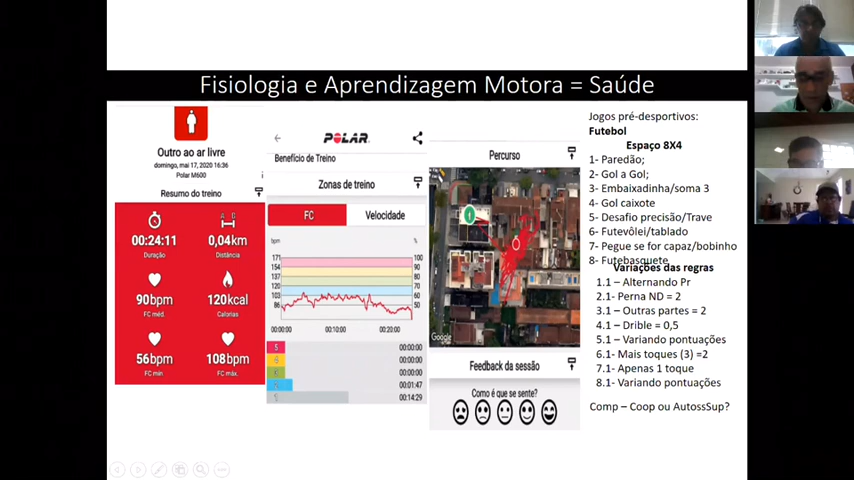 Fisiologia e Aprendizagem Motora = Saúde
Outro ao ar livre
domingo, mai 17, 2020 16:36
Polar M600
Resumo do treino
00:24:11
Duração
0,04km
Distância
90bpm
FC méd.
120kcal
Calorias
56bpm
FC mín
108bpm
FC máx.
POLAR
Benefício de Treino
Zonas de treino
FC
Velocidade
bpm
%
171
154
137
120
103
86
100
90
80
70
60
50
00:00:00
00:10:00
00:20:00
5
00:00:00
00:00:00
00:00:00
00:01:47
00:14:29
Percurso
Google
Feedback da sessão
Como é que se sente?
Jogos pré-desportivos:
Futebol
Espaço 8X4
1- Paredão;
2- Gol a Gol;
3- Embaixadinha/soma 3
4- Gol caixote
5- Desafio precisão/Trave
6- Futevôlei/tablado
7- Pegue se for capaz/bobinho
8- Futebasquete
Variações das regras
1.1 – Alternando Pr
2.1- Perna ND = 2
3.1 – Outras partes = 2
4.1 – Drible = 0,5
5.1 – Variando pontuações
6.1- Mais toques (3) =2
7.1- Apenas 1 toque
8.1- Variando pontuações
Comp – Coop ou AutossSup?